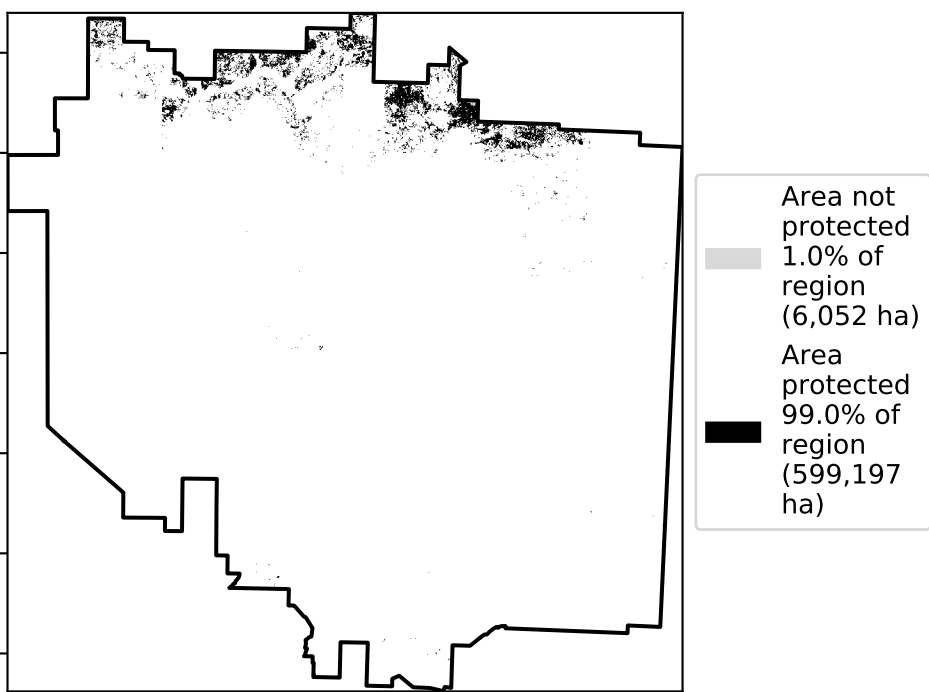 Area not
protected
1.0% of
region
(6,052 ha)
Area
protected
99.0% of
region
(599,197
ha)